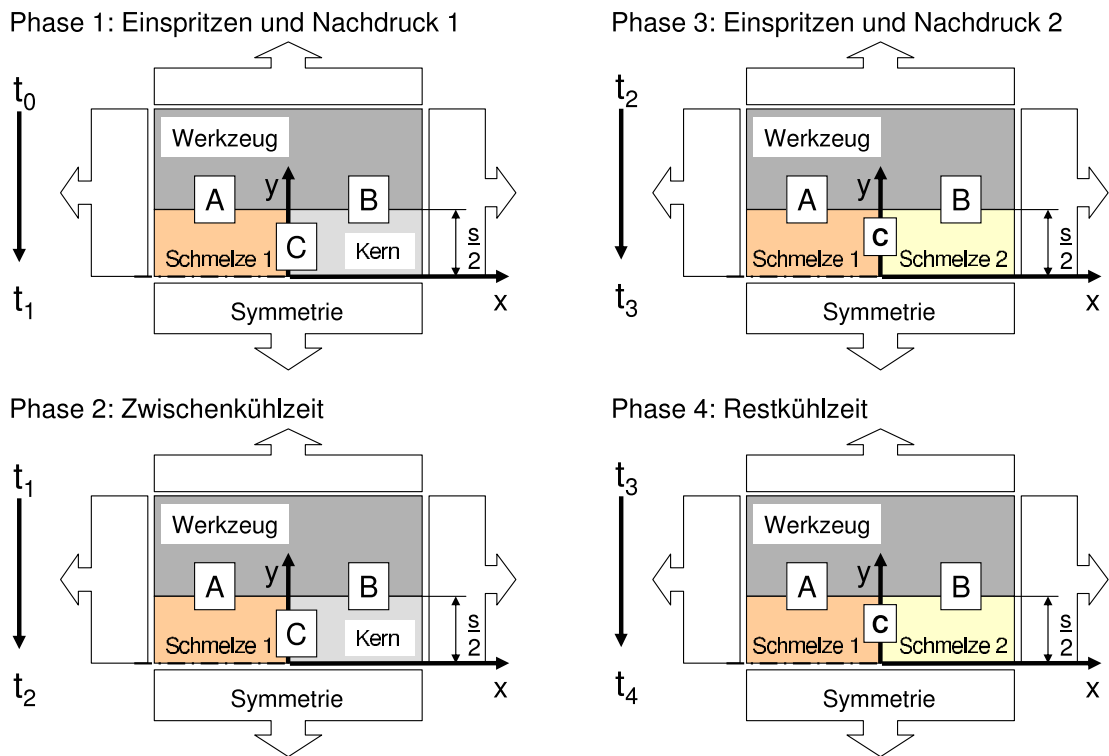 Phase 1: Einspritzen und Nachdruck 1
t0
Werkzeug
y
A
B
C
Schmelze 1
Kern
s
2
t1
x
Symmetrie
Phase 3: Einspritzen und Nachdruck 2
t2
Werkzeug
y
A
B
C
Schmelze 1
Schmelze 2
s
2
t3
x
Symmetrie
Phase 2: Zwischenkühlzeit
t1
Werkzeug
y
A
B
C
Schmelze 1
Kern
s
2
t2
x
Symmetrie
Phase 4: Restkühlzeit
t3
Werkzeug
y
A
B
C
Schmelze 1
Schmelze 2
s
2
t4
x
Symmetrie